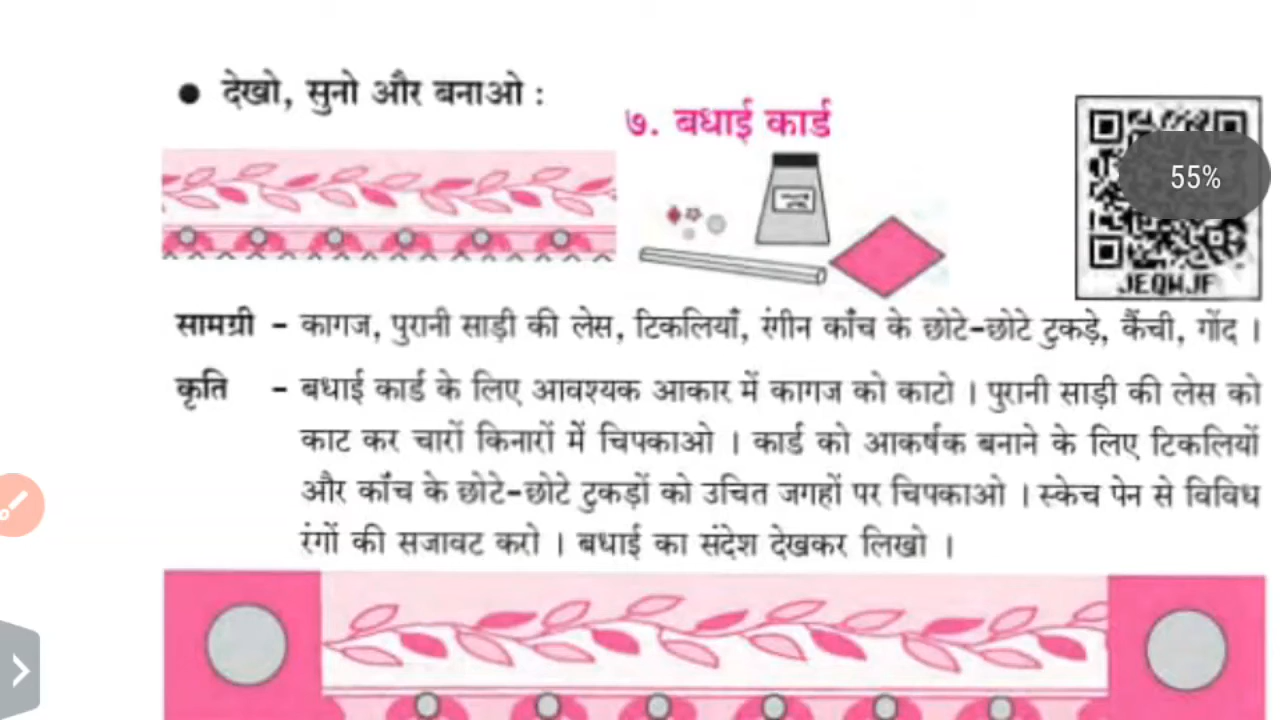 ● देखो, सुनो और बनाओ :
७. बधाई कार्ड
55%
JEQWJF
सामग्री - कागज, पुरानी साड़ी की लेस, टिकलियाँ, रंगीन काँच के छोटे-छोटे टुकड़े, कैंची, गोंद ।
कृति - बधाई कार्ड के लिए आवश्यक आकार में कागज को काटो । पुरानी साड़ी की लेस को
काट कर चारों किनारों में चिपकाओ । कार्ड को आकर्षक बनाने के लिए टिकलियों
और काँच के छोटे-छोटे टुकड़ों को उचित जगहों पर चिपकाओ । स्केच पेन से विविध
रंगों की सजावट करो । बधाई का संदेश देखकर लिखो ।